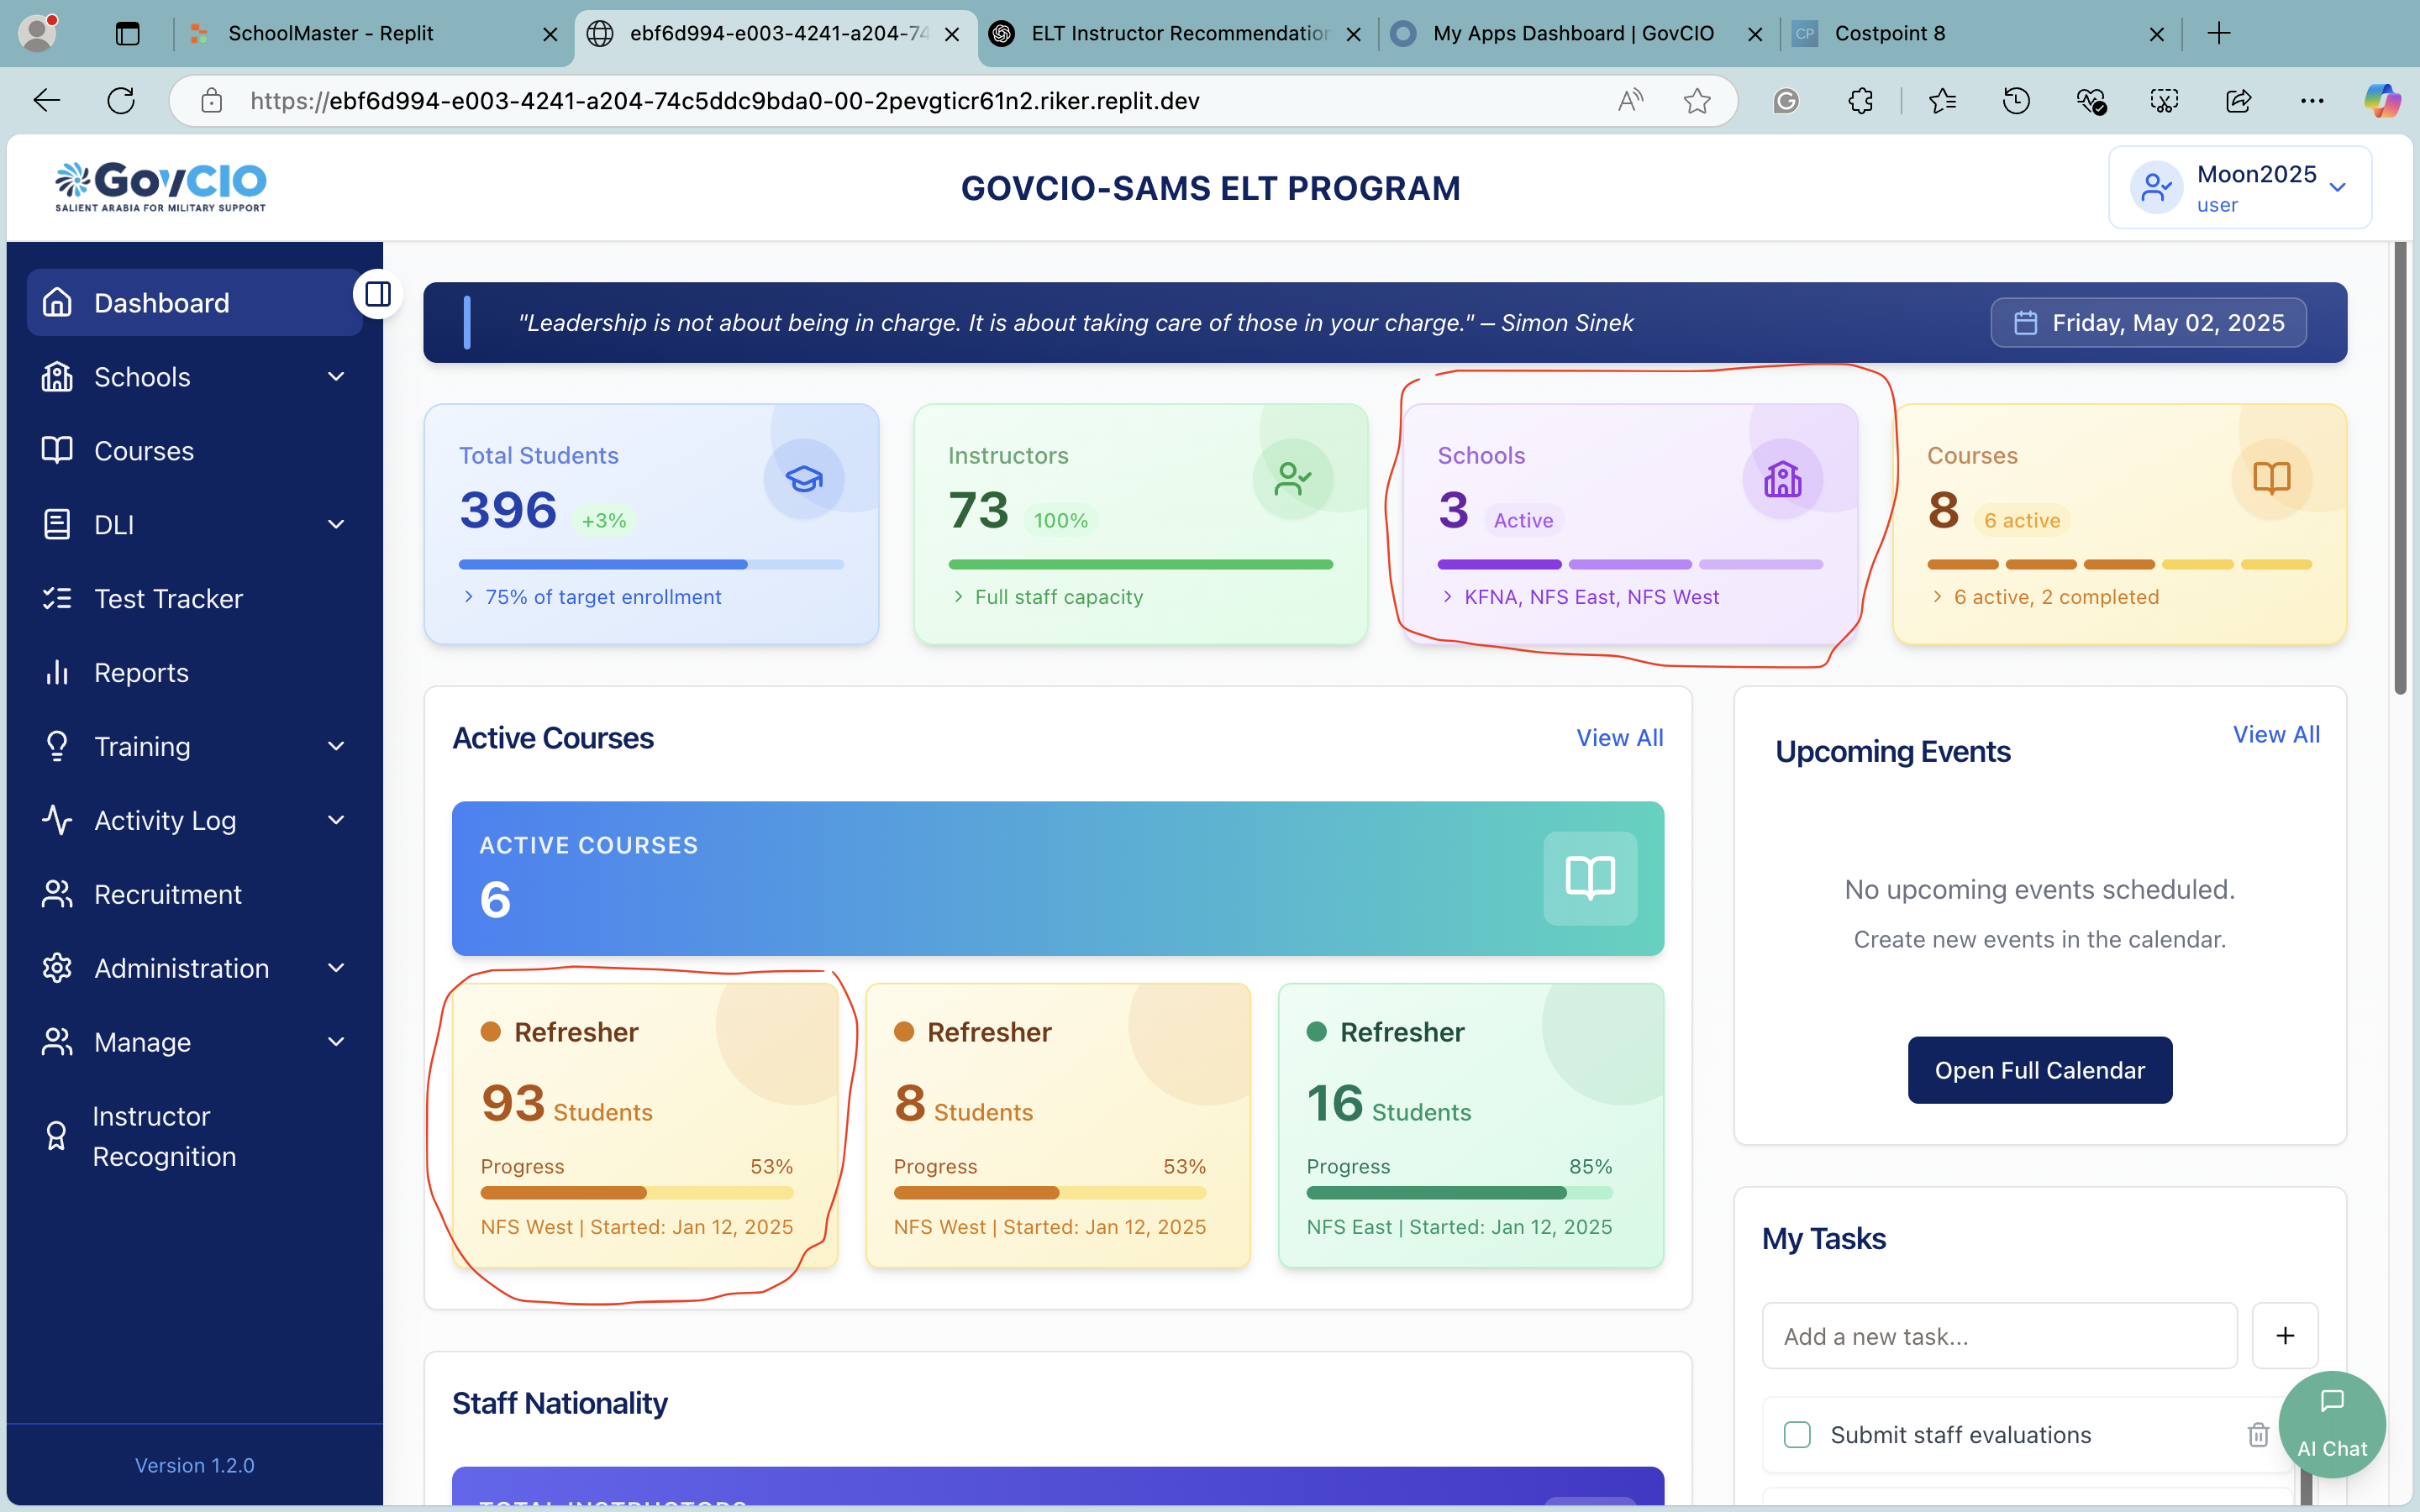 SchoolMaster - Replit
ebf6d994-e003-4241-a204-74
ELT Instructor Recommendation
My Apps Dashboard | GovCIO
CP
Costpoint 8
https://ebf6d994-e003-4241-a204-74c5ddc9bda0-00-2pevgticr61n2.riker.replit.dev
GovCIO
SALIENT ARABIA FOR MILITARY SUPPORT
GOVCIO-SAMS ELT PROGRAM
Moon2025
user
Dashboard
Schools
Courses
DLI
Test Tracker
Reports
Training
Activity Log
Recruitment
Administration
Manage
Instructor
Recognition
Version 1.2.0
"Leadership is not about being in charge. It is about taking care of those in your charge." — Simon Sinek
Friday, May 02, 2025
Total Students
396 +3%
75% of target enrollment
Instructors
73 100%
Full staff capacity
Schools
3 Active
KFNA, NFS East, NFS West
Courses
8 6 active
6 active, 2 completed
Active Courses
View All
ACTIVE COURSES
6
Refresher
93 Students
Progress 53%
NFS West | Started: Jan 12, 2025
Refresher
8 Students
Progress 53%
NFS West | Started: Jan 12, 2025
Refresher
16 Students
Progress 85%
NFS East | Started: Jan 12, 2025
Staff Nationality
TOTAL INSTRUCTORS
Upcoming Events
View All
No upcoming events scheduled.
Create new events in the calendar.
Open Full Calendar
My Tasks
Add a new task...
Submit staff evaluations
AI Chat